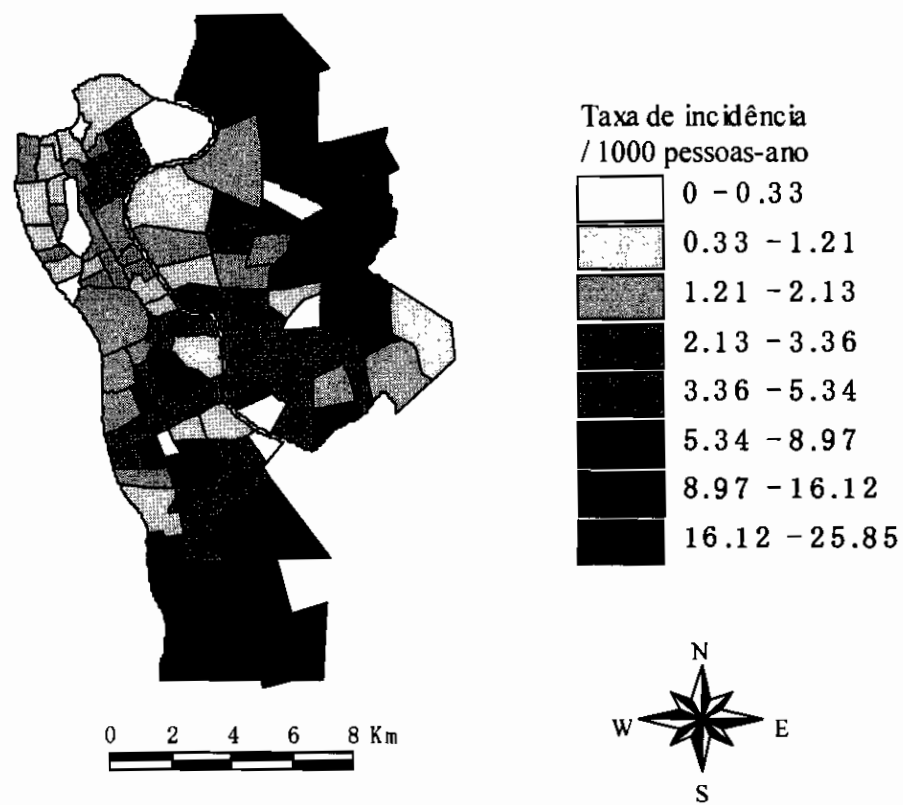 Taxa de incidência
/ 1000 pessoas-ano
0 - 0.33
0.33 - 1.21
1.21 - 2.13
2.13 - 3.36
3.36 - 5.34
5.34 - 8.97
8.97 - 16.12
16.12 - 25.85
N
W E
S
0 2 4 6 8 Km